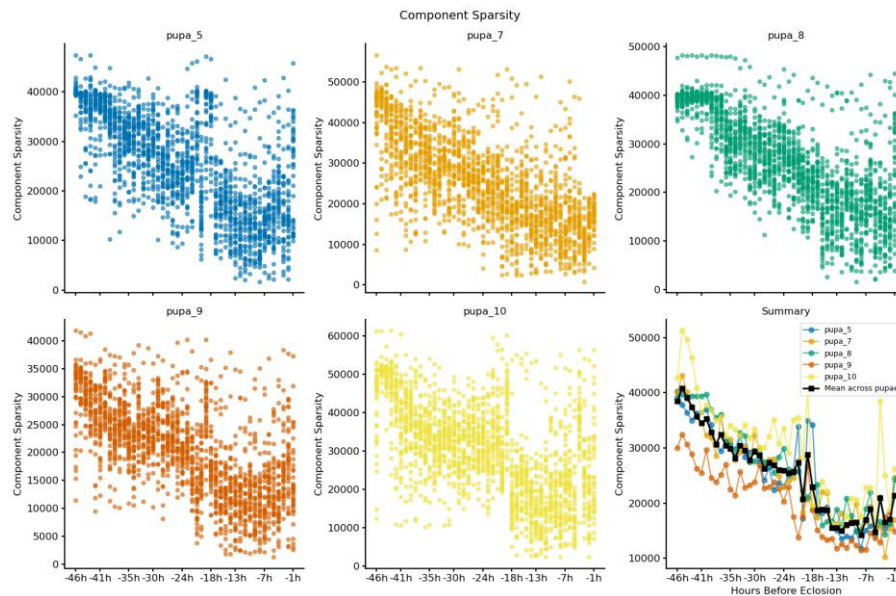 Component Sparsity
pupa_5
pupa_7
pupa_8
Component Sparsity
40000
30000
20000
10000
0
Component Sparsity
50000
40000
30000
20000
10000
0
Component Sparsity
50000
40000
30000
20000
10000
0
pupa_9
pupa_10
Summary
Component Sparsity
40000
35000
30000
25000
20000
15000
10000
5000
0
-46h -41h -35h -30h -24h -18h -13h -7h -1h
Component Sparsity
60000
50000
40000
30000
20000
10000
0
-46h -41h -35h -30h -24h -18h -13h -7h -1h
Component Sparsity
50000
40000
30000
20000
10000
pupa_5
pupa_7
pupa_8
pupa_9
pupa_10
Mean across pupae
-46h -41h -35h -30h -24h -18h -13h -7h
Hours Before Eclosion